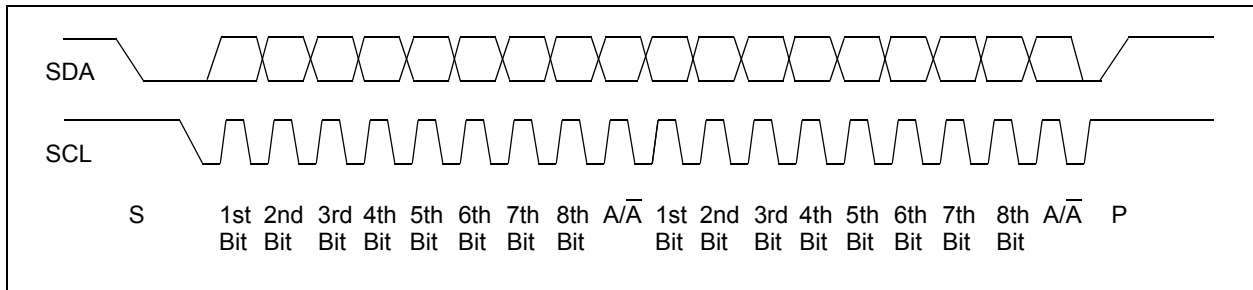 SDA
SCL
S 1st 2nd 3rd 4th 5th 6th 7th 8th A/A̅ 1st 2nd 3rd 4th 5th 6th 7th 8th A/A̅ P
Bit Bit Bit Bit Bit Bit Bit Bit Bit Bit Bit Bit Bit Bit Bit Bit